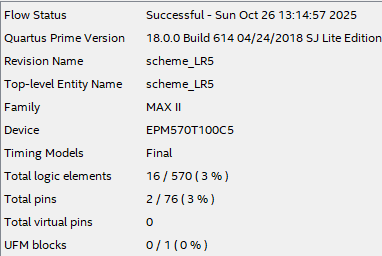 Flow Status Successful - Sun Oct 26 13:14:57 2025
Quartus Prime Version 18.0.0 Build 614 04/24/2018 SJ Lite Edition
Revision Name scheme_LR5
Top-level Entity Name scheme_LR5
Family MAX II
Device EPM570T100C5
Timing Models Final
Total logic elements 16 / 570 ( 3 % )
Total pins 2 / 76 ( 3 % )
Total virtual pins 0
UFM blocks 0 / 1 ( 0 % )